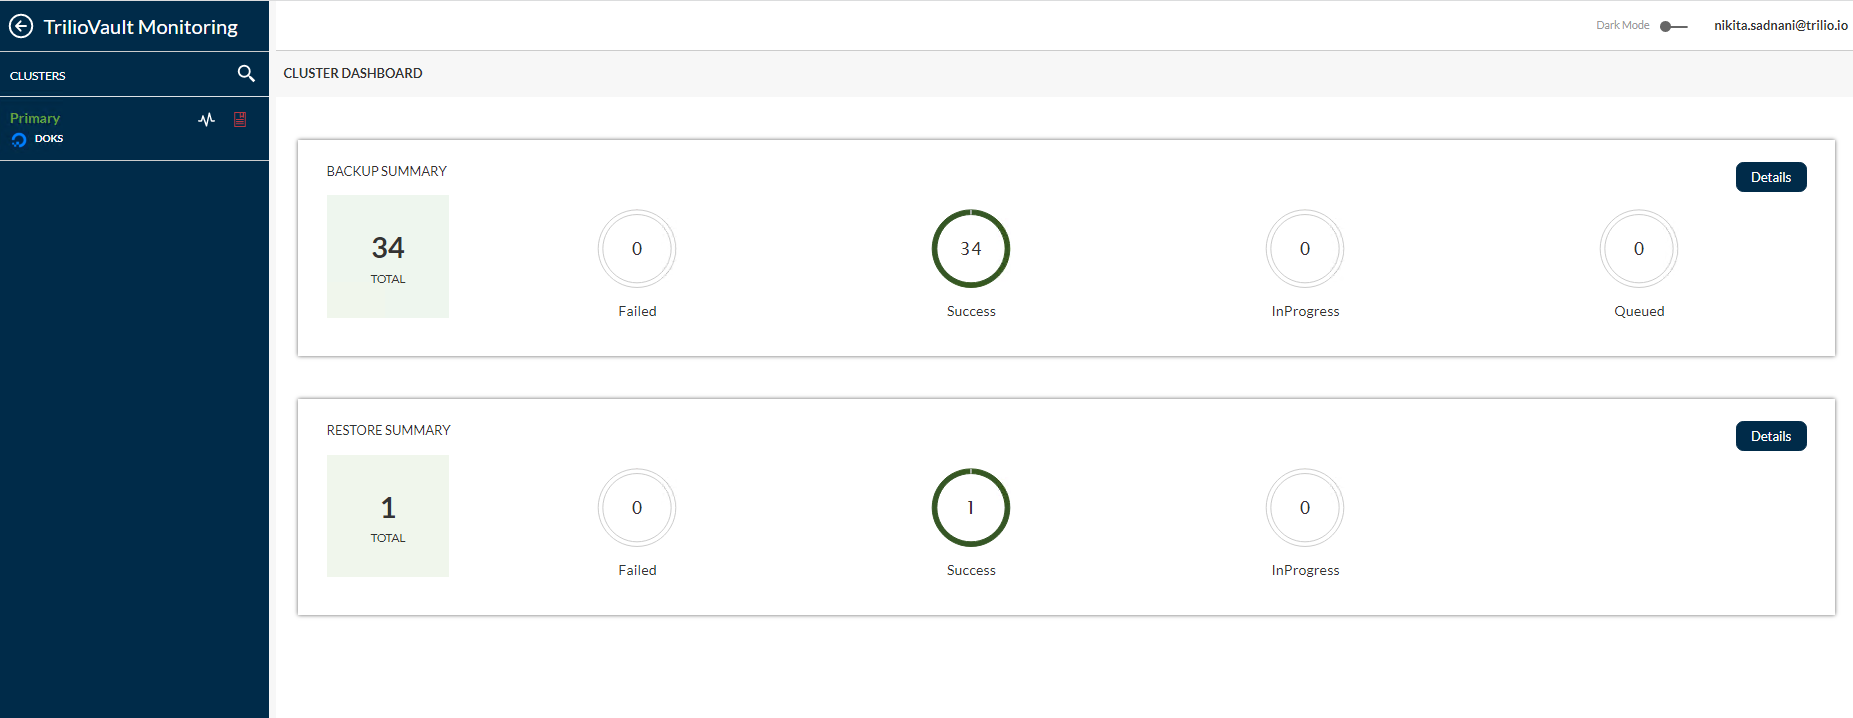 TrilioVault Monitoring
Dark Mode
nikita.sadnani@trilio.io
CLUSTERS
CLUSTER DASHBOARD
Primary
DOKS
BACKUP SUMMARY
Details
34
TOTAL
0
Failed
34
Success
0
InProgress
0
Queued
RESTORE SUMMARY
Details
1
TOTAL
0
Failed
1
Success
0
InProgress